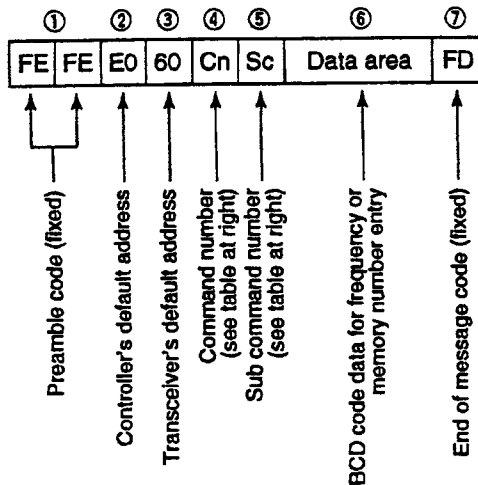 ① ② ③ ④ ⑤ ⑥ ⑦
FE FE E0 60 Cn Sc Data area FD
Preamble code (fixed)
Controller's default address
Transceiver's default address
Command number
(see table at right)
Sub command number
(see table at right)
BCD code data for frequency or
memory number entry
End of message code (fixed)